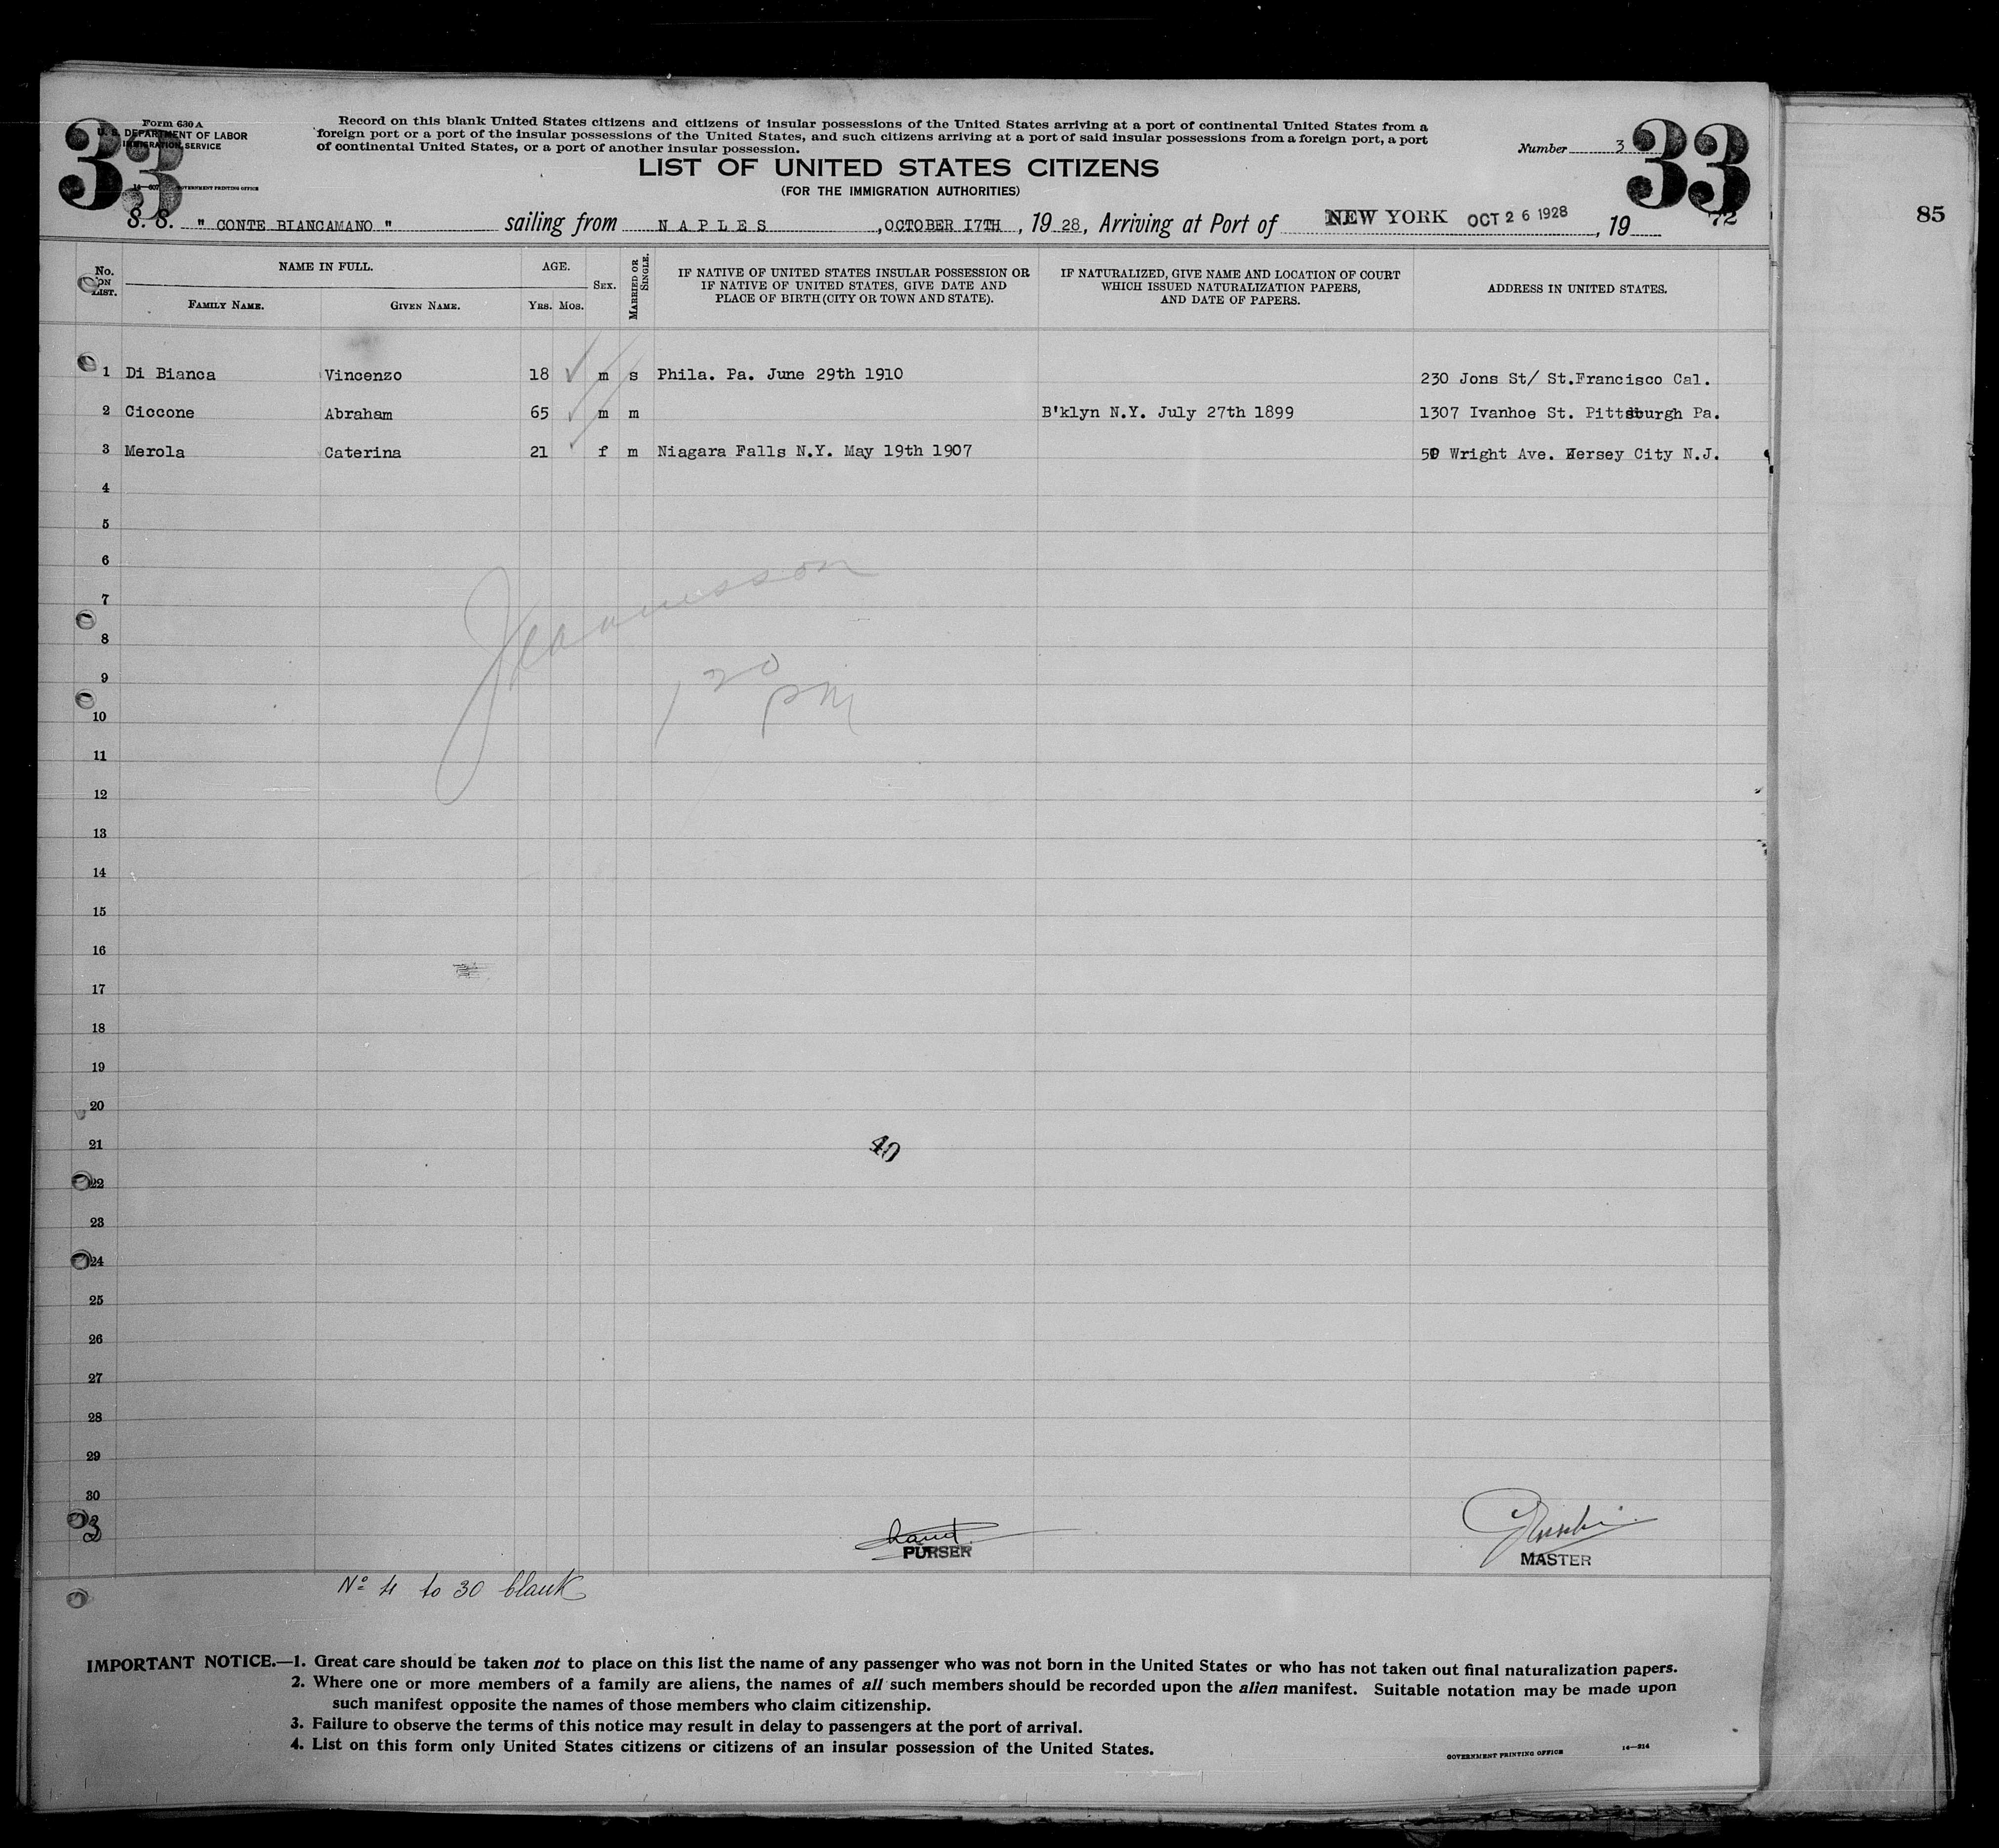 33
Form 630 A
U. S. DEPARTMENT OF LABOR
IMMIGRATION SERVICE
GOVERNMENT PRINTING OFFICE
Record on this blank United States citizens and citizens of insular possessions of the United States arriving at a port of continental United States from a
foreign port or a port of the insular possessions of the United States, and such citizens arriving at a port of said insular possessions from a foreign port, a port
of continental United States, or a port of another insular possession.
Number 3
33
72
85
LIST OF UNITED STATES CITIZENS
(FOR THE IMMIGRATION AUTHORITIES)
S. S. " CONTE BIANCAMANO " sailing from NAPLES, OCTOBER I7TH, 1928, Arriving at Port of NEW YORK OCT 26 1928, 19
No. ON LIST. NAME IN FULL. FAMILY NAME. GIVEN NAME. AGE. YRS. MOS. SEX. MARRIED OR SINGLE.
IF NATIVE OF UNITED STATES INSULAR POSSESSION OR
IF NATIVE OF UNITED STATES, GIVE DATE AND
PLACE OF BIRTH (CITY OR TOWN AND STATE).
IF NATURALIZED, GIVE NAME AND LOCATION OF COURT
WHICH ISSUED NATURALIZATION PAPERS,
AND DATE OF PAPERS.
ADDRESS IN UNITED STATES.
1 Di Bianca Vincenzo 18 m s Phila. Pa. June 29th 1910 230 Jons St/ St.Francisco Cal.
2 Ciccone Abraham 65 m m B'klyn N.Y. July 27th 1899 1307 Ivanhoe St. Pittsburgh Pa.
3 Merola Caterina 21 f m Niagara Falls N.Y. May 19th 1907 Wright Ave. Jersey City N.J.
4
5
6
7
8
9
1 20
PM
10
11
12
13
14
15
16
17
18
19
20
21
40
22
23
24
25
26
27
28
29
30
3
PURSER
MASTER
Nº 4 to 30 blank
IMPORTANT NOTICE.—1. Great care should be taken not to place on this list the name of any passenger who was not born in the United States or who has not taken out final naturalization papers.
2. Where one or more members of a family are aliens, the names of all such members should be recorded upon the alien manifest. Suitable notation may be made upon
such manifest opposite the names of those members who claim citizenship.
3. Failure to observe the terms of this notice may result in delay to passengers at the port of arrival.
4. List on this form only United States citizens or citizens of an insular possession of the United States.
GOVERNMENT PRINTING OFFICE 14—214